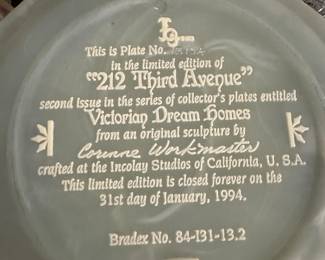 This is Plate No.
in the limited edition of
"212 Third Avenue"
second issue in the series of collector's plates entitled
Victorian Dream Homes
from an original sculpture by
Corinne Workmaster
crafted at the Incolay Studios of California, U.S.A.
This limited edition is closed forever on the
31st day of January, 1994.
Bradex No. 84-I31-13.2